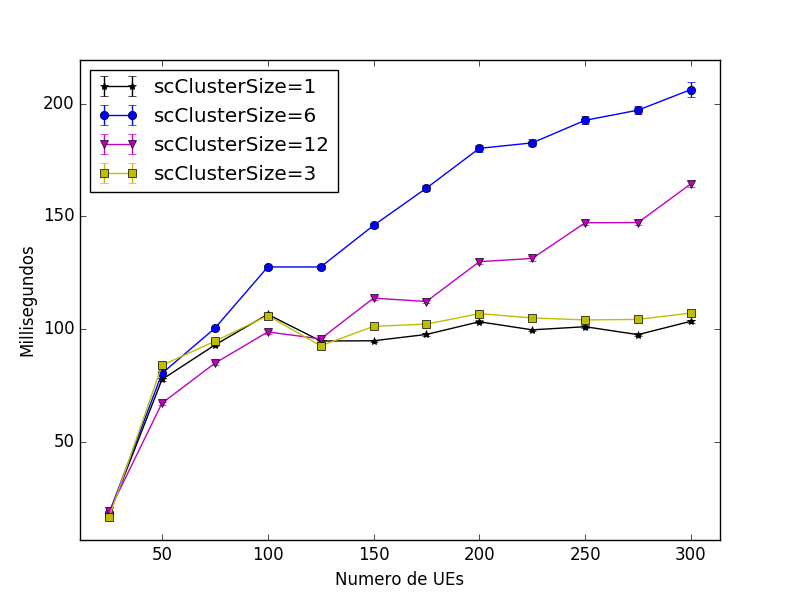 scClusterSize=1
scClusterSize=6
scClusterSize=12
scClusterSize=3
200
150
100
50
Millisegundos
50 100 150 200 250 300
Numero de UEs